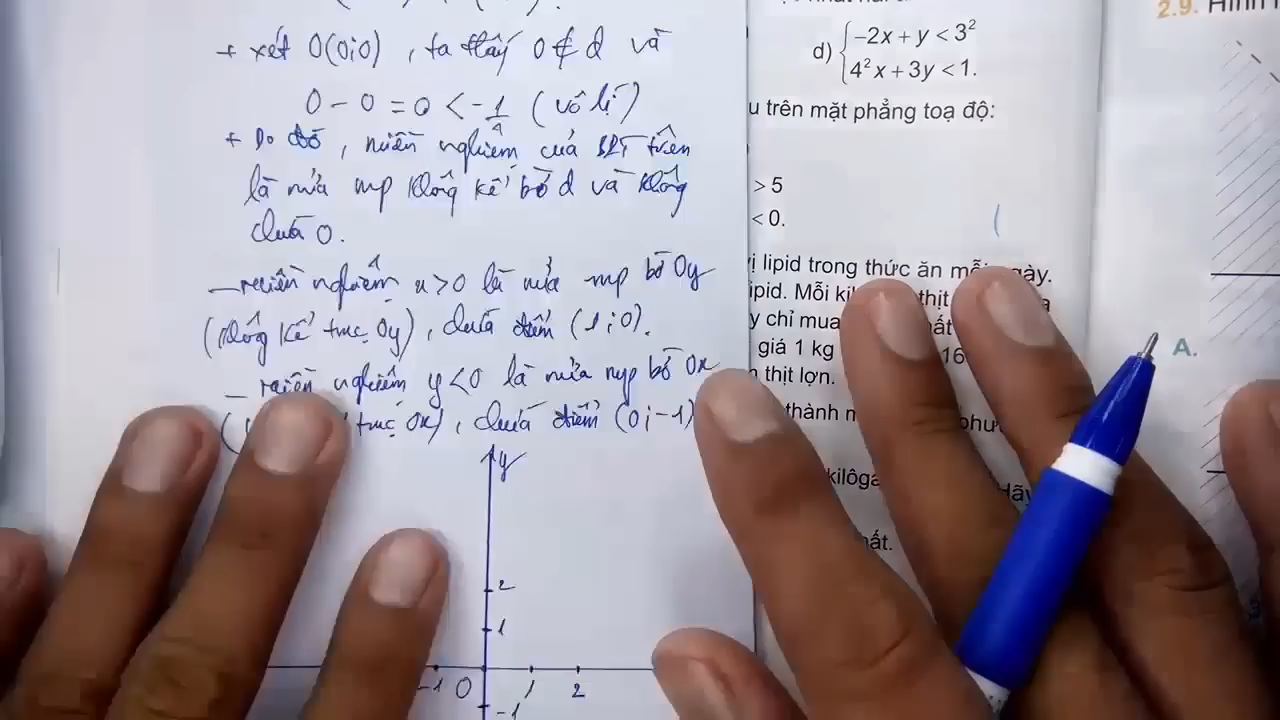 + xét O(0;0), ta thấy O ∉ d và
0 - 0 = 0 < -1 (vô lí)
+ Do đó, miền nghiệm của BPT trên
là nửa mp không kể bờ d và không
chứa O.
- miền nghiệm x>0 là nửa mp bờ Oy
(không kể trục Oy), chứa điểm (1;0).
- miền nghiệm y<0 là nửa mp bờ Ox
trục Ox), chứa điểm (0;-1)
y
2
1
-1 O 1 2
-1
d) {-2x + y < 3²
4²x + 3y < 1.
u trên mặt phẳng toạ độ:
> 5
< 0.
ị lipid trong thức ăn mỗi ngày.
ipid. Mỗi thịt
y chỉ mua
giá 1 kg 16
thịt lợn.
thành
kilôga
ất.
2.9.
A.